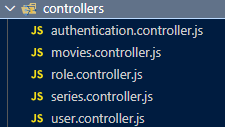 controllers
JS authentication.controller.js
JS movies.controller.js
JS role.controller.js
JS series.controller.js
JS user.controller.js